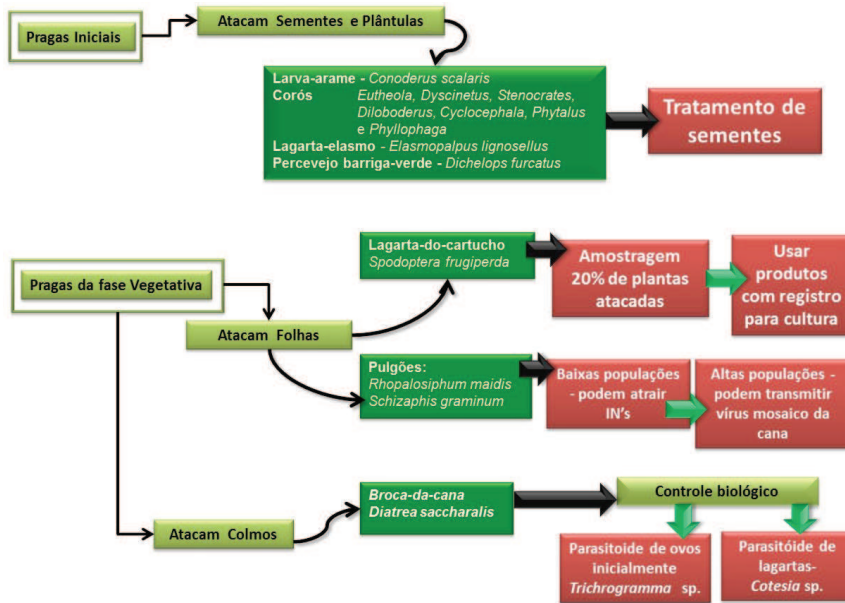 Pragas Iniciais
Atacam Sementes e Plântulas
Larva-arame - Conoderus scalaris
Corós Eutheola, Dyscinetus, Stenocrates,
Diloboderus, Cyclocephala, Phytalus
e Phyllophaga
Lagarta-elasmo - Elasmopalpus lignosellus
Percevejo barriga-verde - Dichelops furcatus
Tratamento de
sementes
Pragas da fase Vegetativa
Atacam Folhas
Lagarta-do-cartucho
Spodoptera frugiperda
Amostragem
20% de plantas
atacadas
Usar
produtos
com registro
para cultura
Pulgões:
Rhopalosiphum maidis
Schizaphis graminum
Baixas populações
- podem atrair
IN's
Altas populações -
podem transmitir
vírus mosaico da
cana
Atacam Colmos
Broca-da-cana
Diatrea saccharalis
Controle biológico
Parasitoide de ovos
inicialmente
Trichrogramma sp.
Parasitóide de
lagartas-
Cotesia sp.